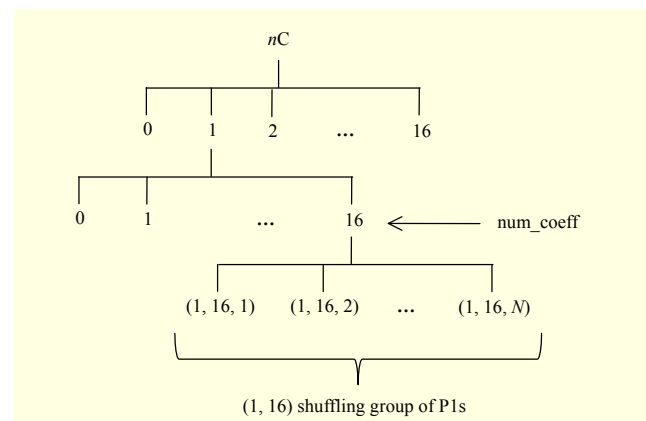 nC
0 1 2 ... 16
0 1 ... 16 num_coeff
(1, 16, 1) (1, 16, 2) ... (1, 16, N)
(1, 16) shuffling group of P1s